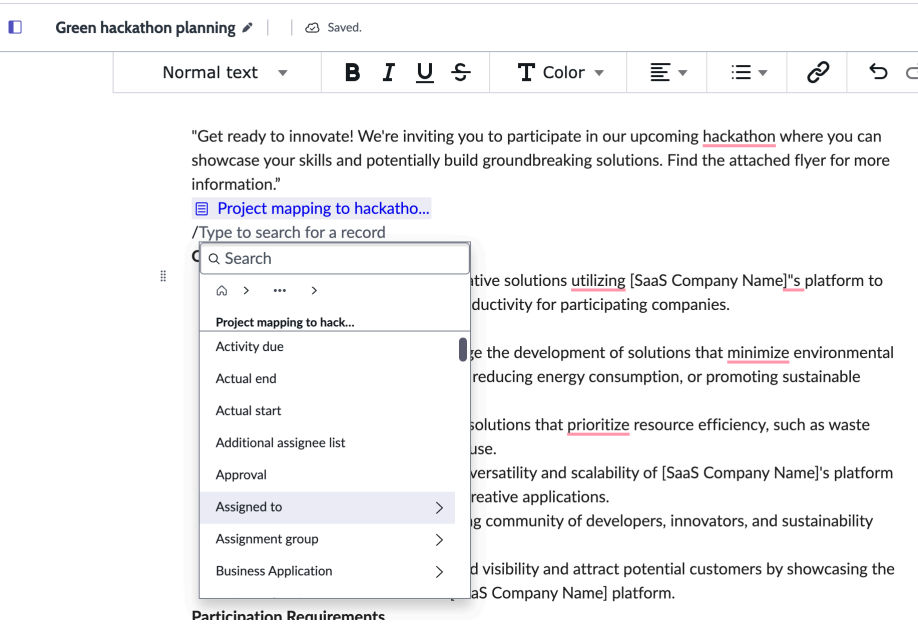 Green hackathon planning
Saved.
Normal text
B I U S
T Color
"Get ready to innovate! We're inviting you to participate in our upcoming hackathon where you can
showcase your skills and potentially build groundbreaking solutions. Find the attached flyer for more
information.”
Project mapping to hackatho...
/Type to search for a record
Search
tive solutions utilizing [SaaS Company Name]"s platform to
ductivity for participating companies.
Project mapping to hack...
Activity due
ge the development of solutions that minimize environmental
Actual end
reducing energy consumption, or promoting sustainable
Actual start
solutions that prioritize resource efficiency, such as waste
Additional assignee list
use.
Approval
versatility and scalability of [SaaS Company Name]'s platform
reactive applications.
Assigned to
g community of developers, innovators, and sustainability
Assignment group
Business Application
d visibility and attract potential customers by showcasing the
aS Company Name] platform.
Participation Requirements